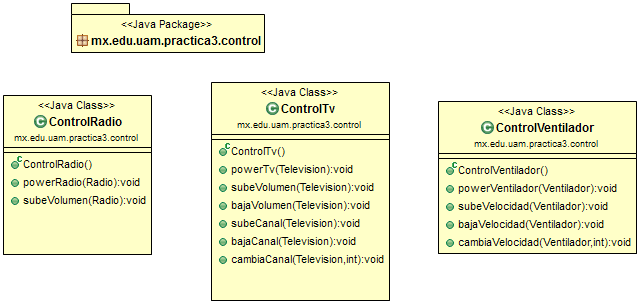 <<Java Package>>
mx.edu.uam.practica3.control
<<Java Class>>
ControlRadio
mx.edu.uam.practica3.control
ControlRadio()
powerRadio(Radio):void
subeVolumen(Radio):void
<<Java Class>>
ControlTv
mx.edu.uam.practica3.control
ControlTv()
powerTv(Television):void
subeVolumen(Television):void
bajaVolumen(Television):void
subeCanal(Television):void
bajaCanal(Television):void
cambiaCanal(Television,int):void
<<Java Class>>
ControlVentilador
mx.edu.uam.practica3.control
ControlVentilador()
powerVentilador(Ventilador):void
subeVelocidad(Ventilador):void
bajaVelocidad(Ventilador):void
cambiaVelocidad(Ventilador,int):void